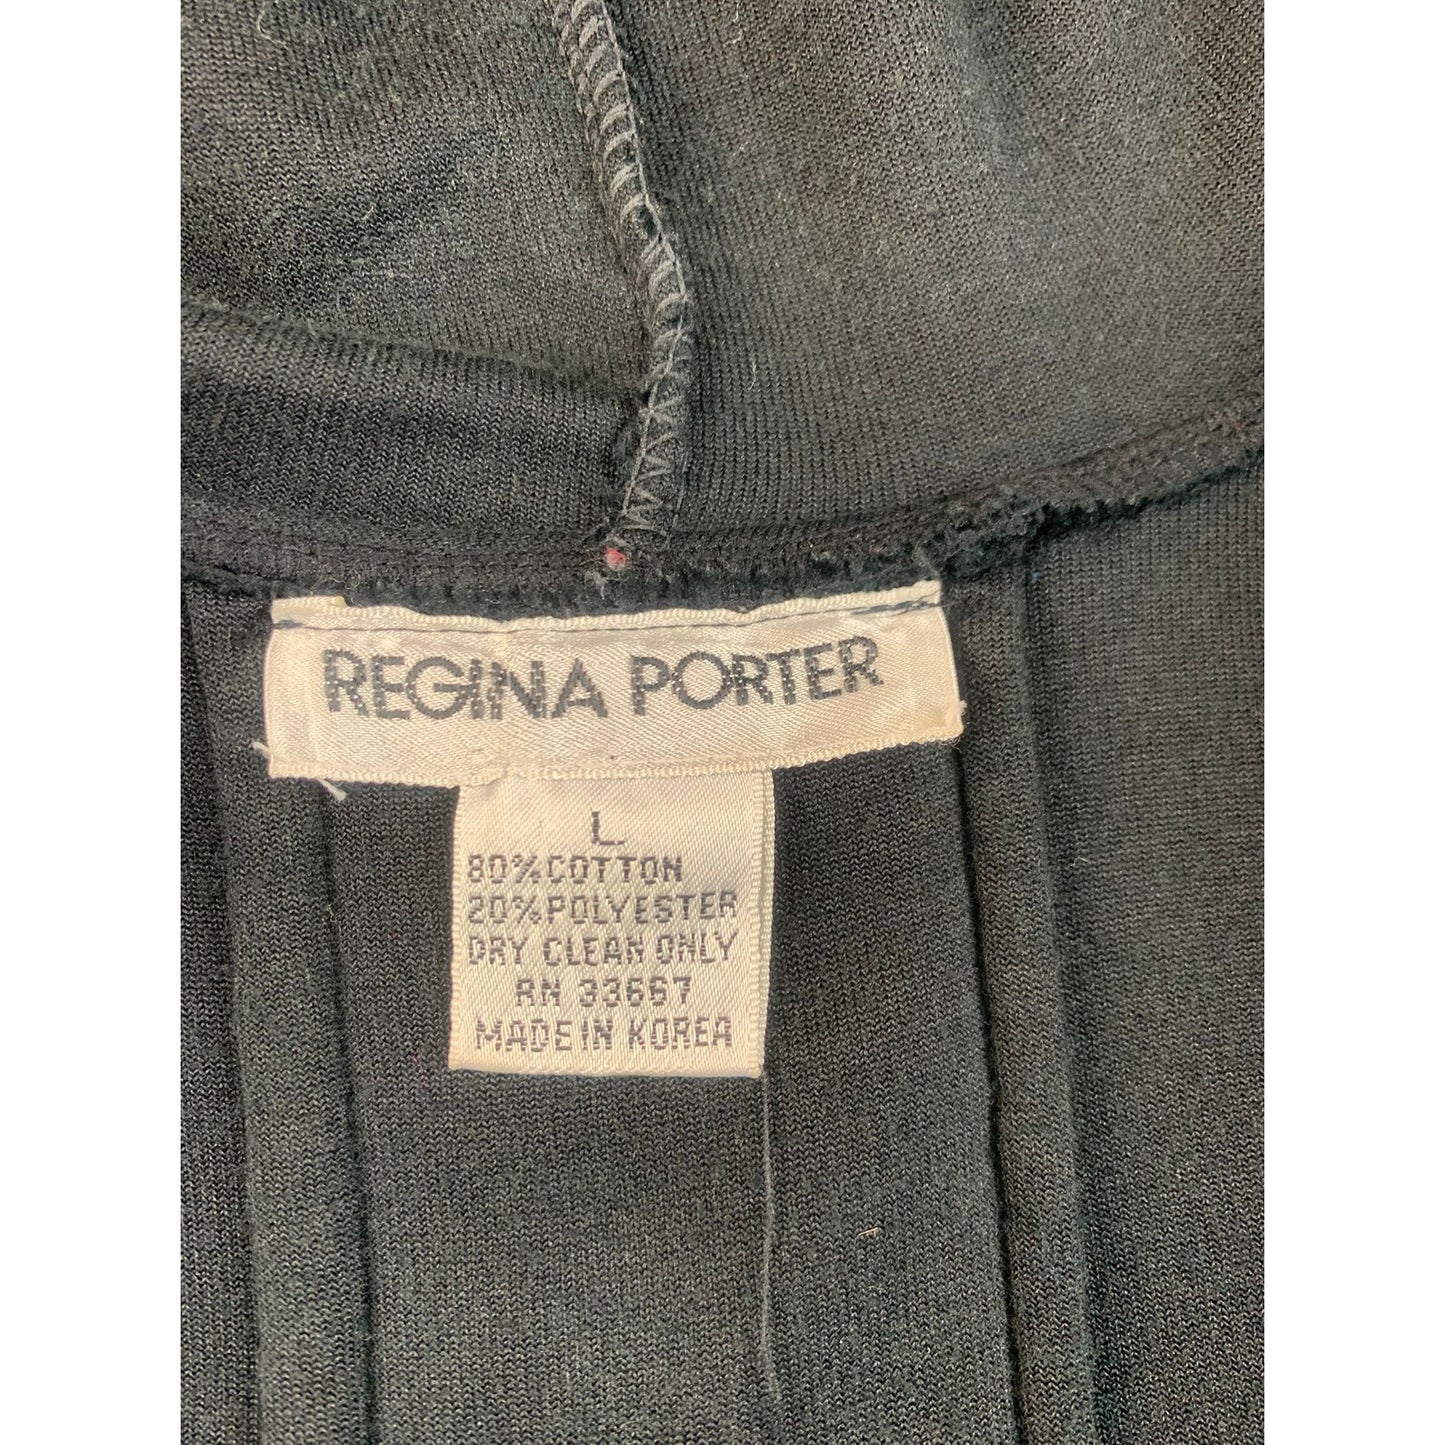 REGINA PORTER
L
80% COTTON
20% POLYESTER
DRY CLEAN ONLY
RN 33667
MADE IN KOREA